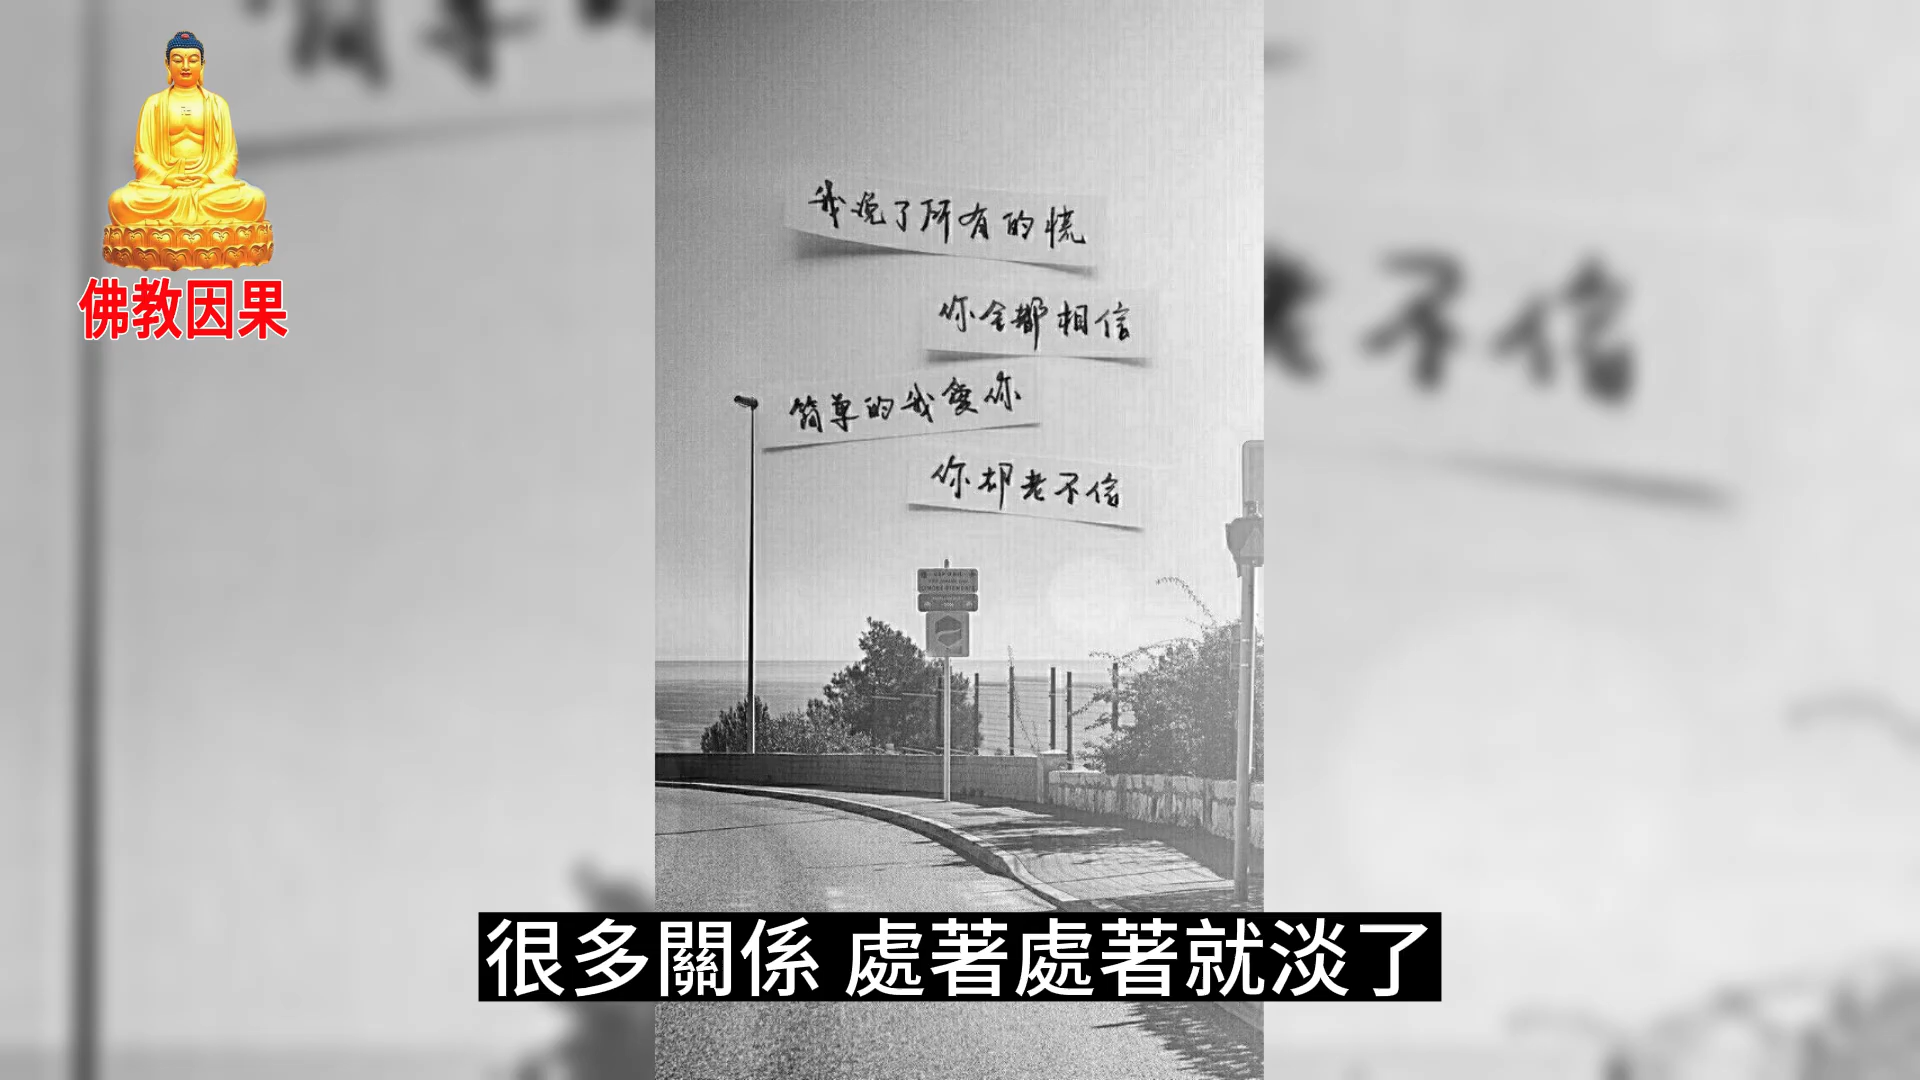 佛教因果
我说了所有的慌
你全都相信
简单的我爱你
你却老不信
很多關係 處著處著就淡了